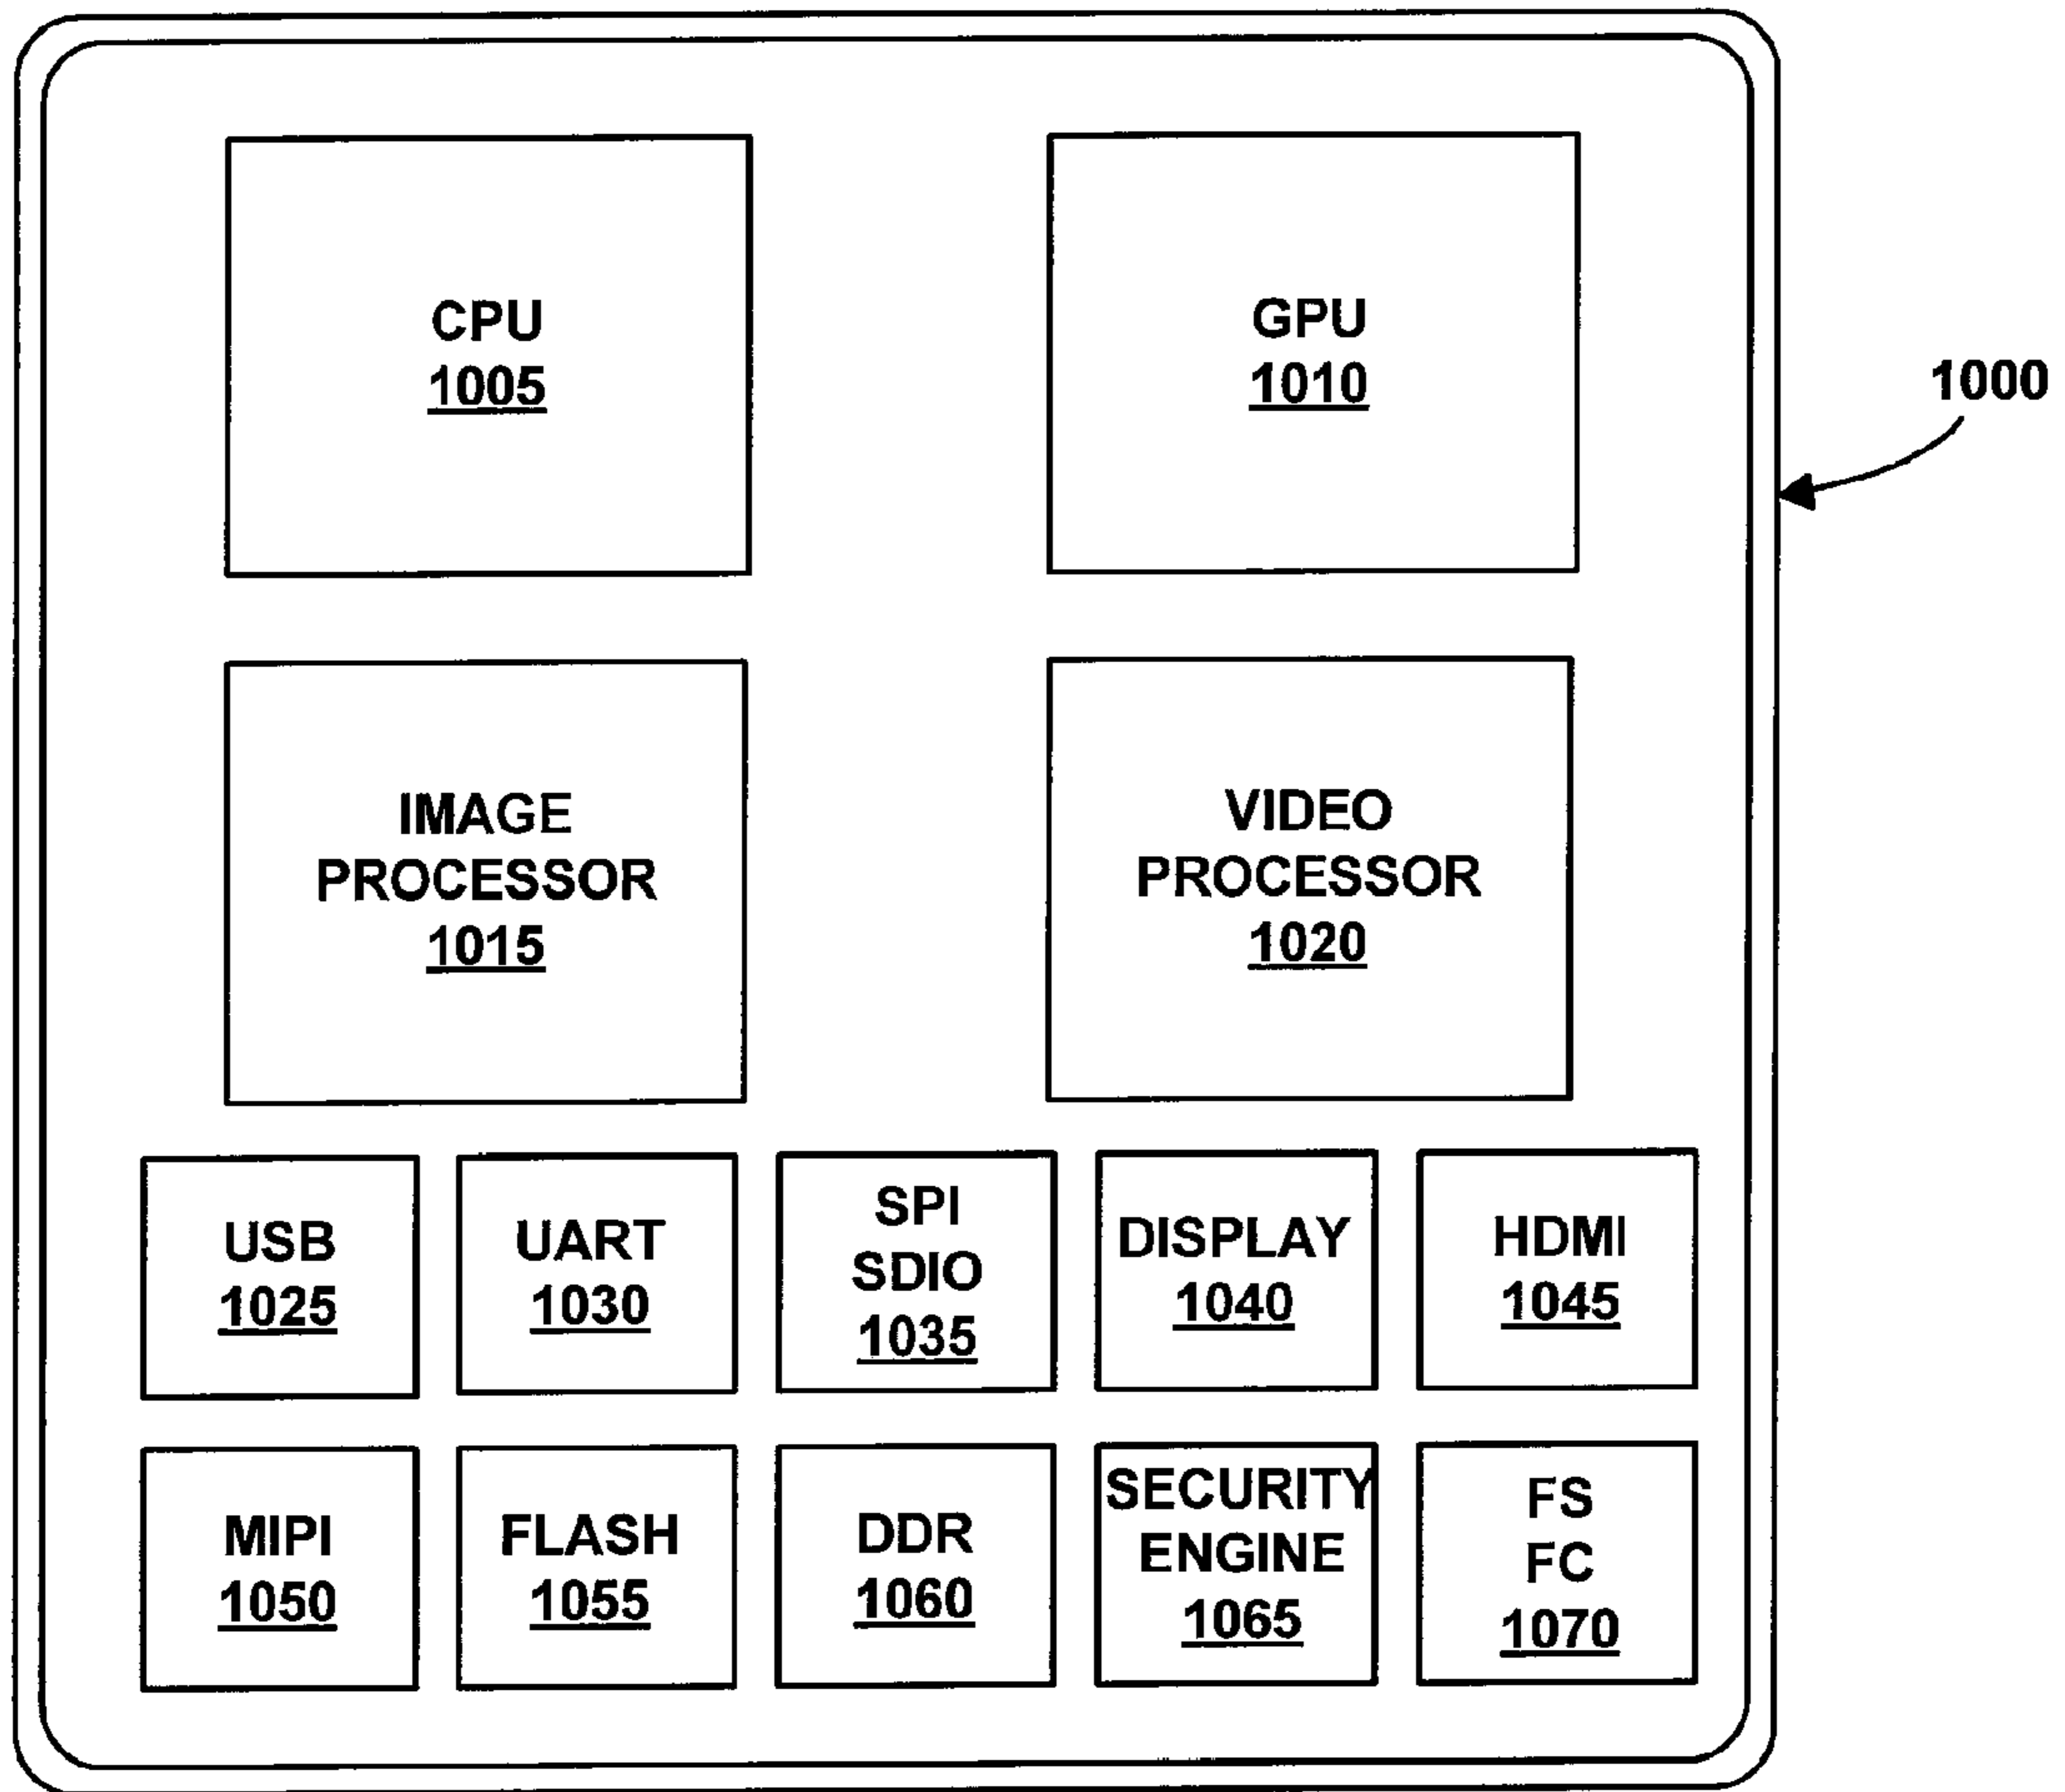 CPU
1005
GPU
1010
1000
IMAGE
PROCESSOR
1015
VIDEO
PROCESSOR
1020
USB
1025
UART
1030
SPI
SDIO
1035
DISPLAY
1040
HDMI
1045
MIPI
1050
FLASH
1055
DDR
1060
SECURITY
ENGINE
1065
FS
FC
1070